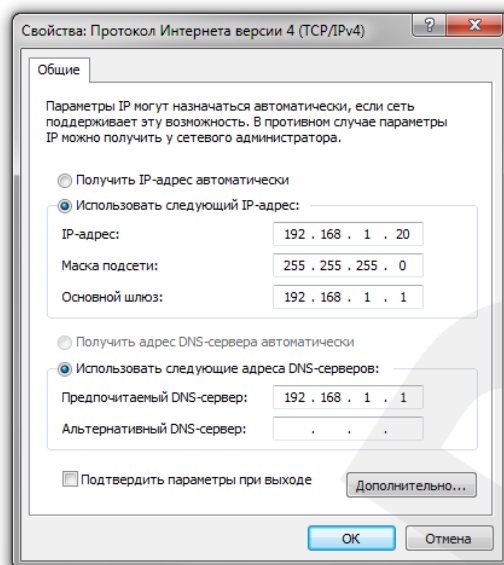 Свойства: Протокол Интернета версии 4 (TCP/IPv4)
Общие
Параметры IP могут назначаться автоматически, если сеть
поддерживает эту возможность. В противном случае параметры
IP можно получить у сетевого администратора.
Получить IP-адрес автоматически
Использовать следующий IP-адрес:
IP-адрес: 192 . 168 . 1 . 20
Маска подсети: 255 . 255 . 255 . 0
Основной шлюз: 192 . 168 . 1 . 1
Получить адрес DNS-сервера автоматически
Использовать следующие адреса DNS-серверов:
Предпочитаемый DNS-сервер: 192 . 168 . 1 . 1
Альтернативный DNS-сервер: . . .
Подтвердить параметры при выходе
Дополнительно...
OK Отмена